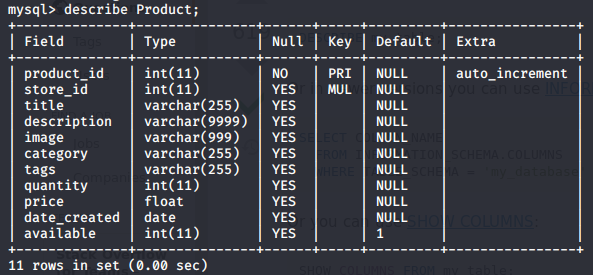 mysql> describe Product;
+--------------+---------------+------+-----+---------+----------------+
| Field        | Type          | Null | Key | Default | Extra          |
+--------------+---------------+------+-----+---------+----------------+
| product_id   | int(11)       | NO   | PRI | NULL    | auto_increment |
| store_id     | int(11)       | YES  | MUL | NULL    |                |
| title        | varchar(255)  | YES  |     | NULL    |                |
| description  | varchar(9999) | YES  |     | NULL    |                |
| image        | varchar(999)  | YES  |     | NULL    |                |
| category     | varchar(255)  | YES  |     | NULL    |                |
| tags         | varchar(255)  | YES  |     | NULL    |                |
| quantity     | int(11)       | YES  |     | NULL    |                |
| price        | float         | YES  |     | NULL    |                |
| date_created | date          | YES  |     | NULL    |                |
| available    | int(11)       | YES  |     | 1       |                |
+--------------+---------------+------+-----+---------+----------------+
11 rows in set (0.00 sec)